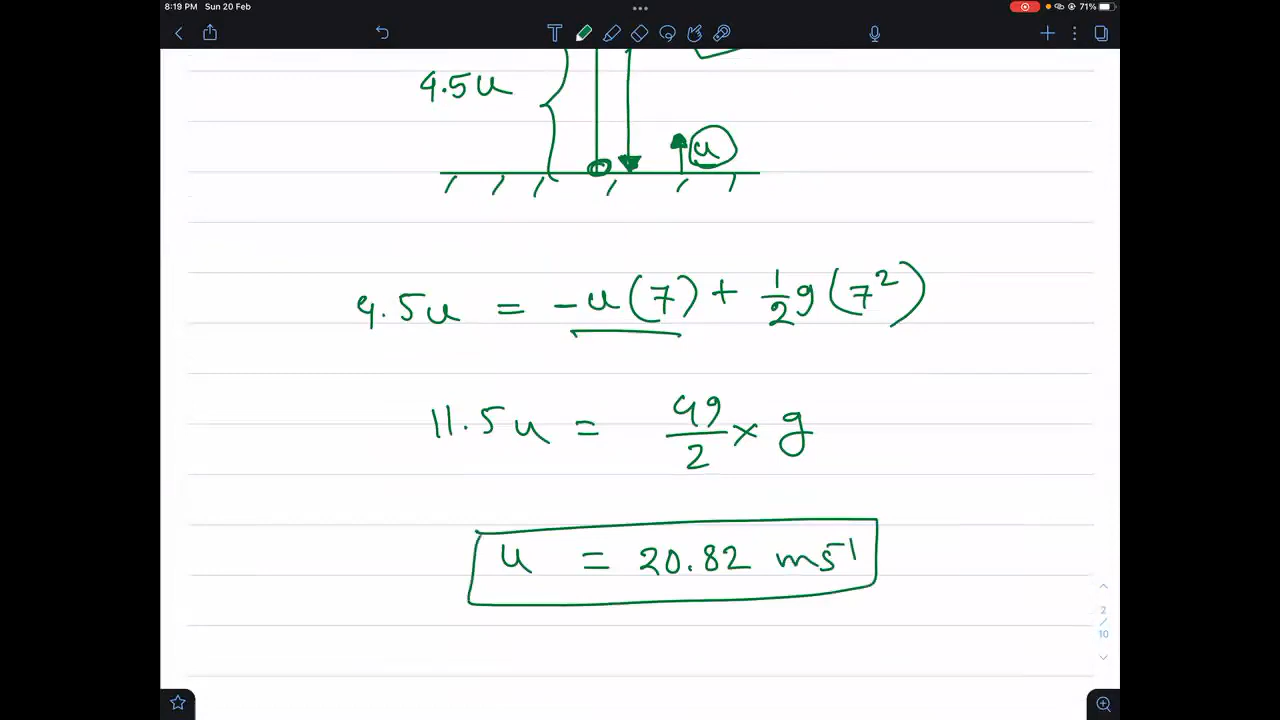 8:19 PM Sun 20 Feb
71%
4.5u
u
4.5u = -u(7) + 1/2 g(7²)
11.5u = 49/2 × g
u = 20.82 ms⁻¹
2
/
10